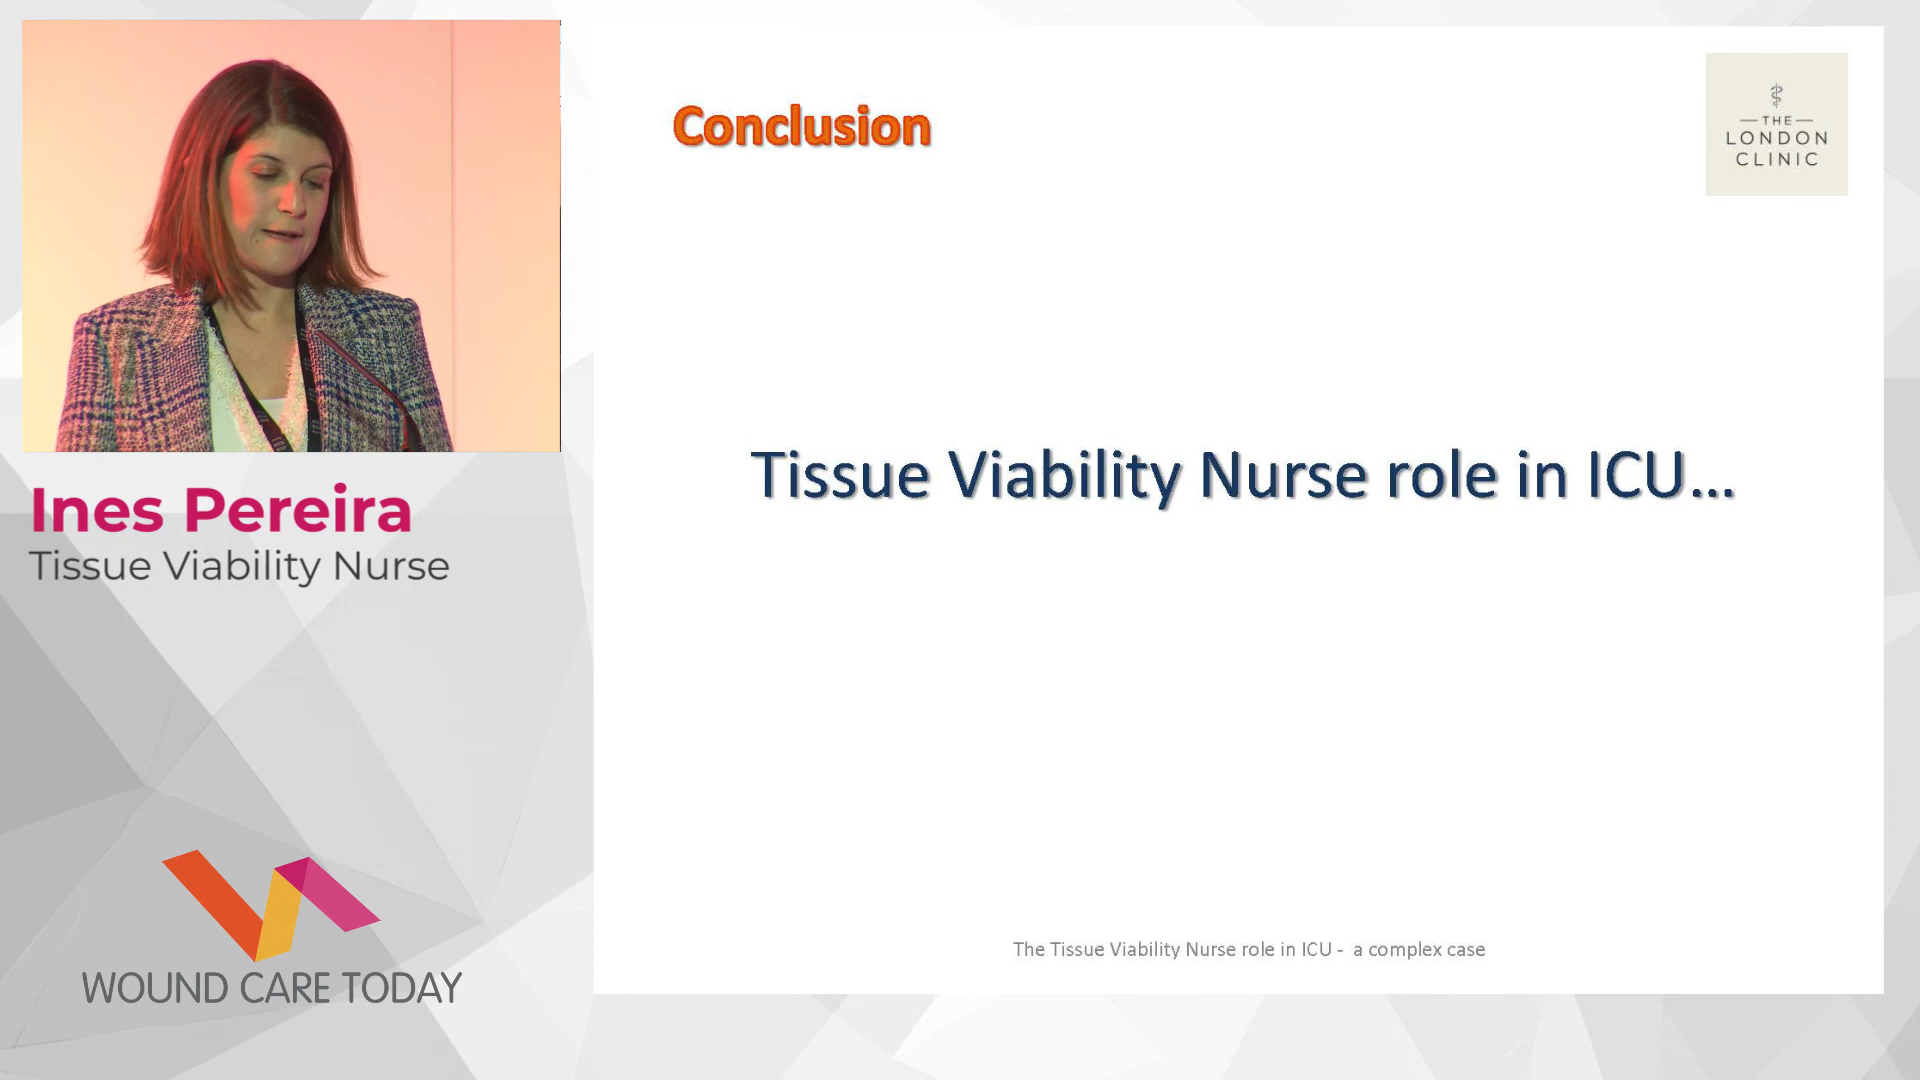 Conclusion
THE
LONDON
CLINIC
Tissue Viability Nurse role in ICU...
Ines Pereira
Tissue Viability Nurse
WOUND CARE TODAY
The Tissue Viability Nurse role in ICU - a complex case